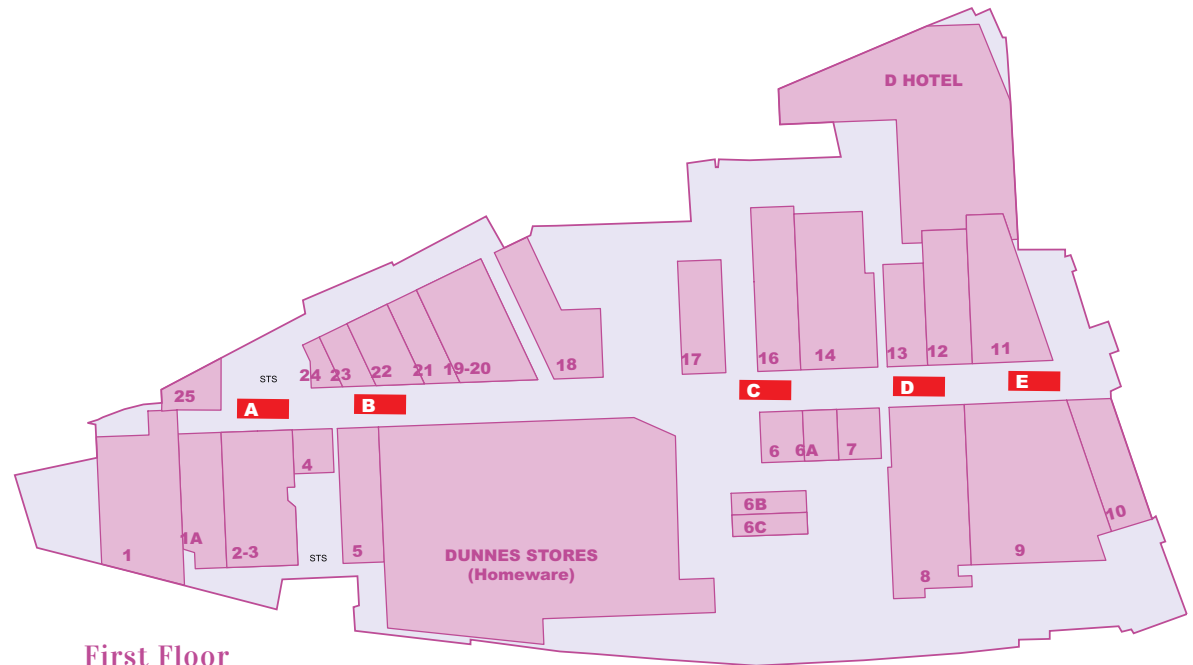 D HOTEL
18
17
16
14
13
12
11
24
23
22
21
19-20
STS
25
A
B
C
D
E
4
6
6A
7
6B
6C
10
1
1A
2-3
STS
5
DUNNES STORES
(Homeware)
8
9
First Floor